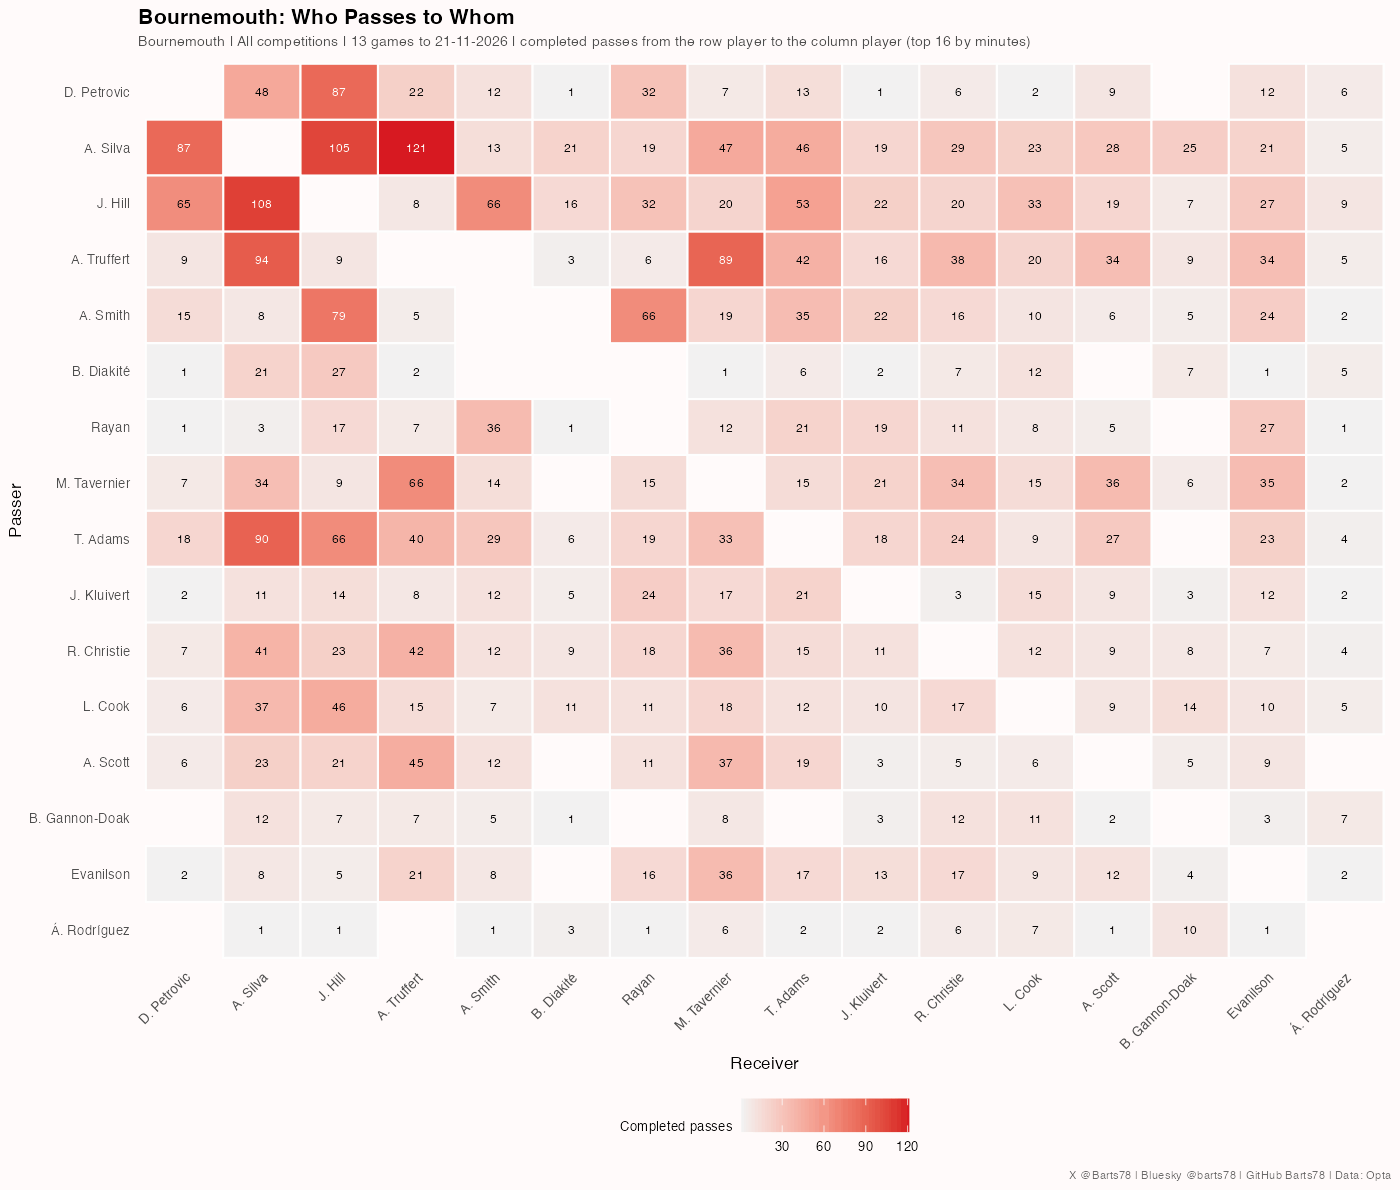 Bournemouth: Who Passes to Whom
Bournemouth | All competitions | 13 games to 21-11-2026 | completed passes from the row player to the column player (top 16 by minutes)
D. Petrovic 48 87 22 12 1 32 7 13 1 6 2 9 12 6
A. Silva 87 105 121 13 21 19 47 46 19 29 23 28 25 21 5
J. Hill 65 108 8 66 16 32 20 53 22 20 33 19 7 27 9
A. Truffert 9 94 9 3 6 89 42 16 38 20 34 9 34 5
A. Smith 15 8 79 5 66 19 35 22 16 10 6 5 24 2
B. Diakité 1 21 27 2 1 6 2 7 12 7 1 5
Rayan 1 3 17 7 36 1 12 21 19 11 8 5 27 1
M. Tavernier 7 34 9 66 14 15 15 21 34 15 36 6 35 2
T. Adams 18 90 66 40 29 6 19 33 18 24 9 27 23 4
J. Kluivert 2 11 14 8 12 5 24 17 21 3 15 9 3 12 2
R. Christie 7 41 23 42 12 9 18 36 15 11 12 9 8 7 4
L. Cook 6 37 46 15 7 11 11 18 12 10 17 9 14 10 5
A. Scott 6 23 21 45 12 11 37 19 3 5 6 5 9
B. Gannon-Doak 12 7 7 5 1 8 3 12 11 2 3 7
Evanilson 2 8 5 21 8 16 36 17 13 17 9 12 4 2
Á. Rodríguez 1 1 1 3 1 6 2 2 6 7 1 10 1
Passer
D. Petrovic A. Silva J. Hill A. Truffert A. Smith B. Diakité Rayan M. Tavernier T. Adams J. Kluivert R. Christie L. Cook A. Scott B. Gannon-Doak Evanilson Á. Rodríguez
Receiver
Completed passes
30 60 90 120
X @Barts78 | Bluesky @barts78 | GitHub Barts78 | Data: Opta